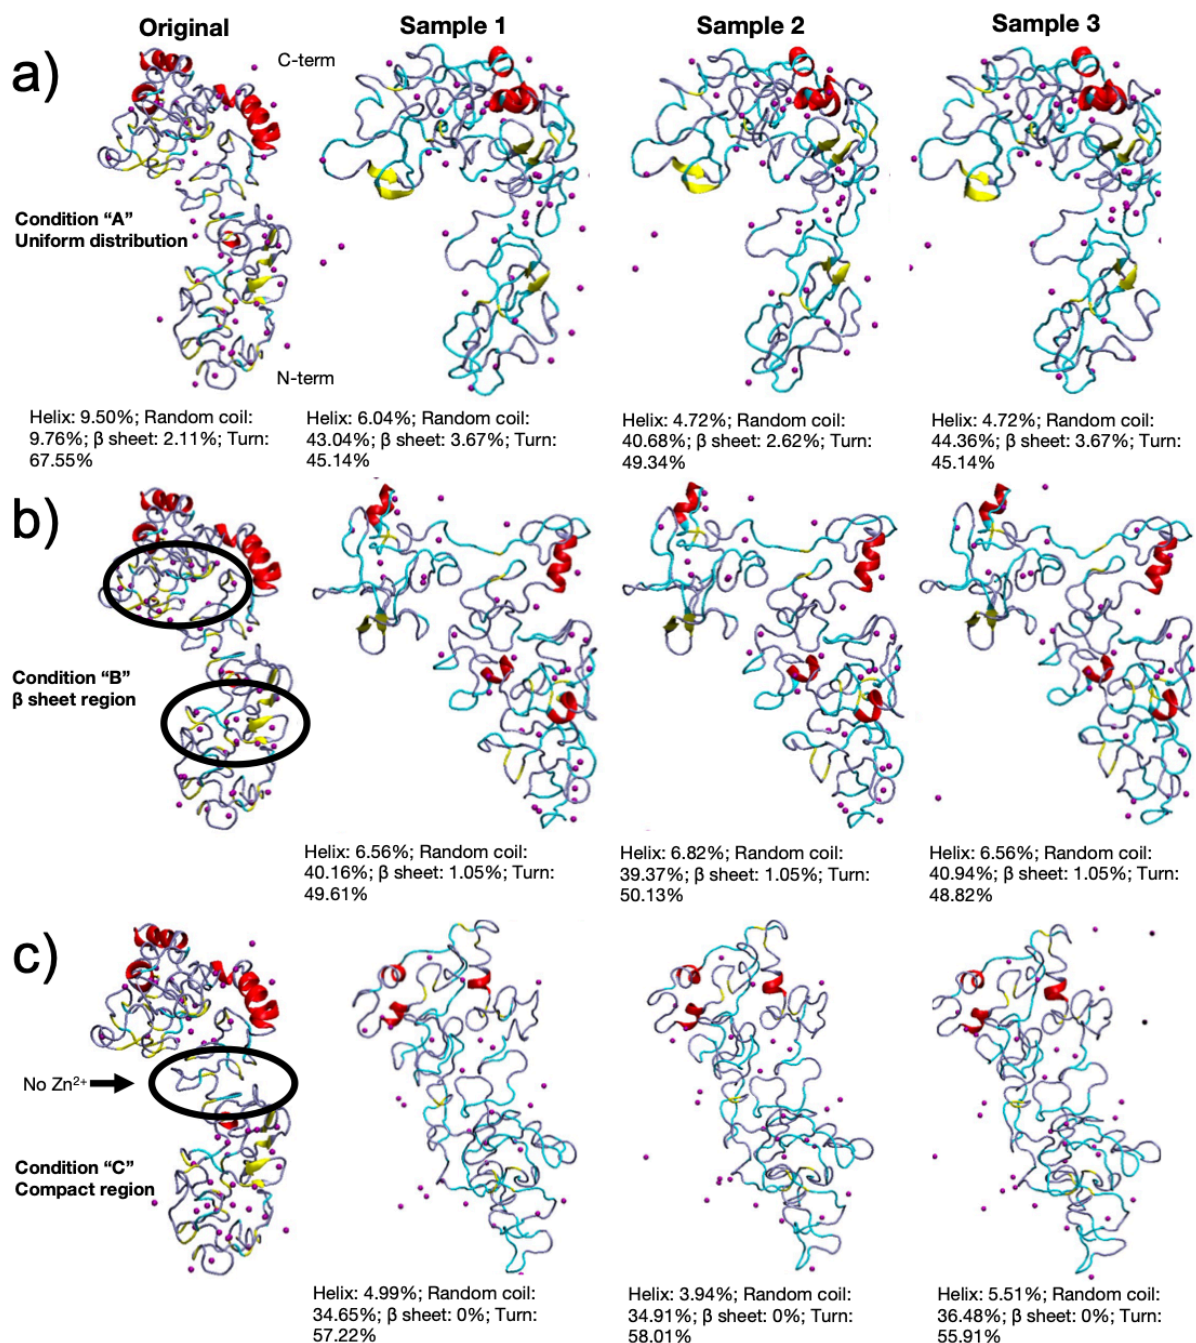 Original
Sample 1
Sample 2
Sample 3
a)
C-term
Condition “A”
Uniform distribution
N-term
Helix: 9.50%; Random coil:
9.76%; β sheet: 2.11%; Turn:
67.55%
Helix: 6.04%; Random
coil: 43.04%; β sheet: 3.67%; Turn:
45.14%
Helix: 4.72%; Random coil:
40.68%; β sheet: 2.62%; Turn:
49.34%
Helix: 4.72%; Random coil:
44.36%; β sheet: 3.67%; Turn:
45.14%
b)
Condition “B”
β sheet region
Helix: 6.56%; Random coil:
40.16%; β sheet: 1.05%; Turn:
49.61%
Helix: 6.82%; Random coil:
39.37%; β sheet: 1.05%; Turn:
50.13%
Helix: 6.56%; Random coil:
40.94%; β sheet: 1.05%; Turn:
48.82%
c)
No Zn²⁺
Condition “C”
Compact region
Helix: 4.99%; Random coil:
34.65%; β sheet: 0%; Turn:
57.22%
Helix: 3.94%; Random coil:
34.91%; β sheet: 0%; Turn:
58.01%
Helix: 5.51%; Random coil:
36.48%; β sheet: 0%; Turn:
55.91%